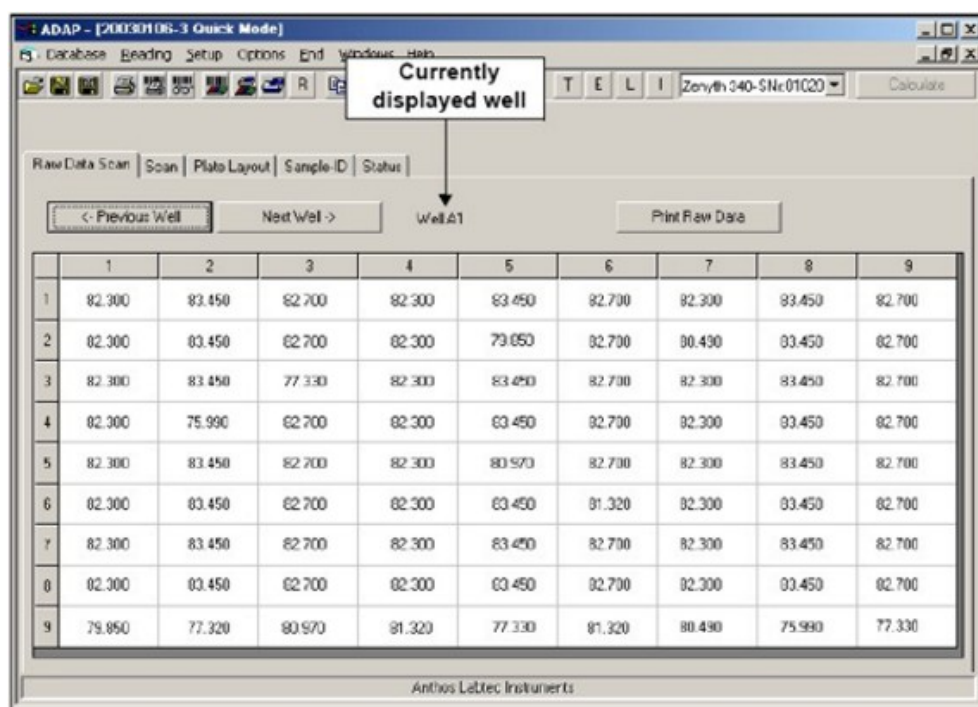 ADAP - [20030106-3 Quick Mode]
Database Reading Setup Options End Windows Help
R T E L I Zenyth 340-SN:01020 Calculate
Currently
displayed well
Raw Data Scan Scan Plate Layout Sample-ID Status
<- Previous Well Next Well -> Well A1 Print Raw Data
1 2 3 4 5 6 7 8 9
1 82.300 83.450 82.700 82.300 83.450 82.700 82.300 83.450 82.700
2 82.300 83.450 82.700 82.300 79.850 82.700 80.490 83.450 82.700
3 82.300 83.450 77.330 82.300 83.450 82.700 82.300 83.450 82.700
4 82.300 75.990 82.700 82.300 83.450 82.700 82.300 83.450 82.700
5 82.300 83.450 82.700 82.300 80.970 82.700 82.300 83.450 82.700
6 82.300 83.450 82.700 82.300 83.450 81.320 82.300 83.450 82.700
7 82.300 83.450 82.700 82.300 83.450 82.700 82.300 83.450 82.700
8 82.300 83.450 82.700 82.300 83.450 82.700 82.300 83.450 82.700
9 79.850 77.320 80.970 81.320 77.330 81.320 80.490 75.990 77.330
Anthos Labtec Instruments